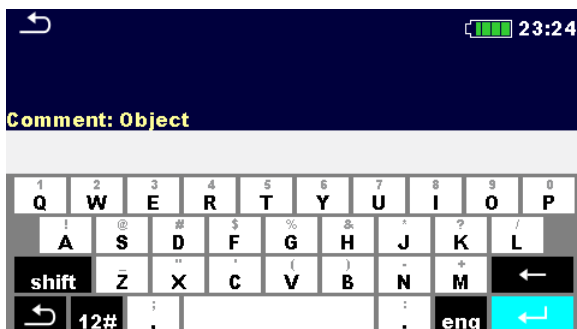 23:24
Comment: Object
1 2 3 4 5 6 7 8 9 0
Q W E R T Y U I O P
! @ # $ % & * ? /
A S D F G H J K L
_ " ' ( ) - +
shift Z X C V B N M
; :
12# , . eng